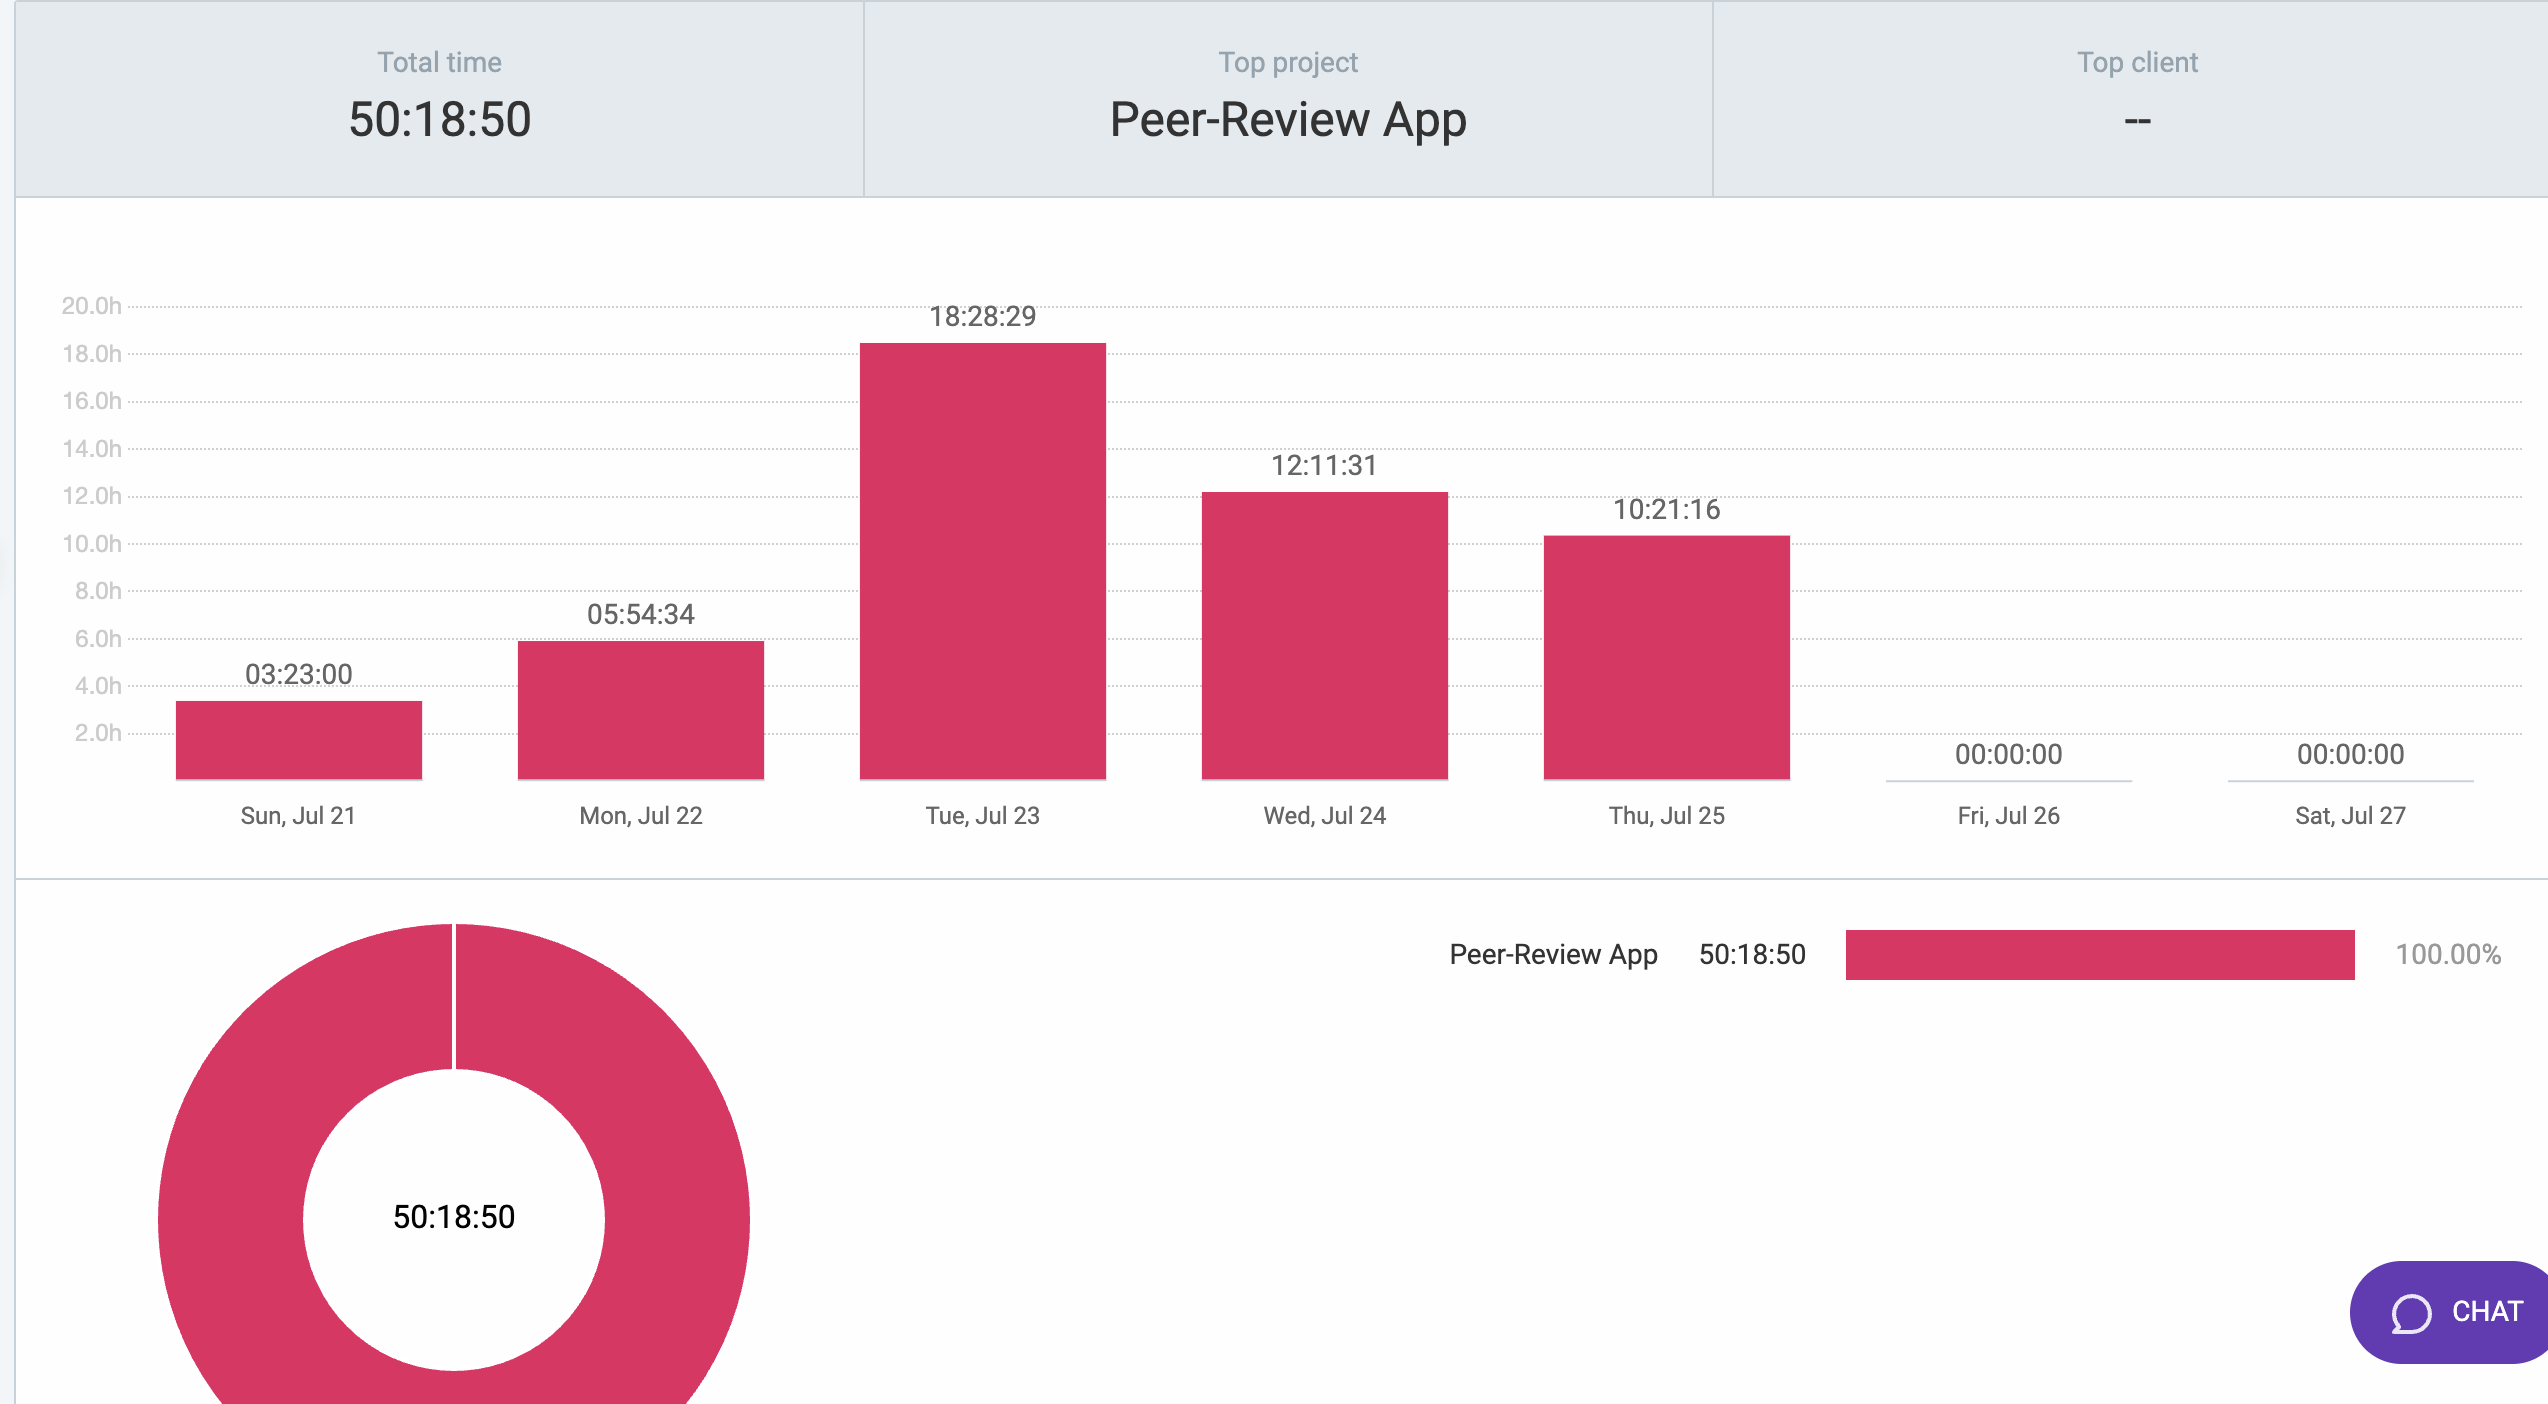 Total time
50:18:50
Top project
Peer-Review App
Top client
--
20.0h
18.0h
16.0h
14.0h
12.0h
10.0h
8.0h
6.0h
4.0h
2.0h
03:23:00
05:54:34
18:28:29
12:11:31
10:21:16
00:00:00
00:00:00
Sun, Jul 21
Mon, Jul 22
Tue, Jul 23
Wed, Jul 24
Thu, Jul 25
Fri, Jul 26
Sat, Jul 27
Peer-Review App 50:18:50 100.00%
50:18:50
CHAT